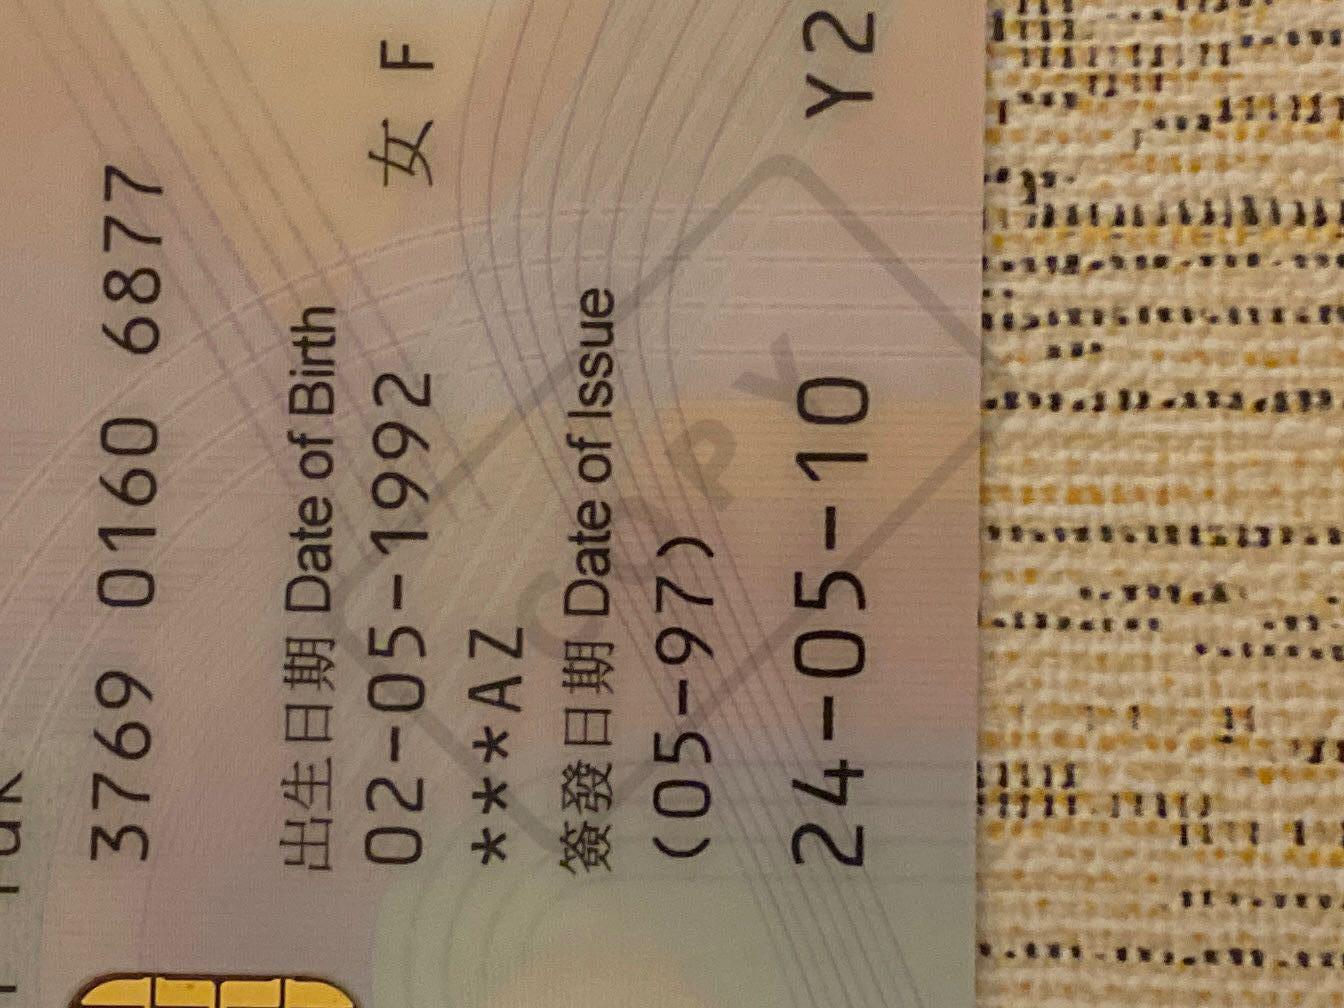 3769 0160 6877
出生日期 Date of Birth
02-05-1992 女 F
***AZ
簽發日期 Date of Issue
(05-97)
24-05-10 Y2
COPY